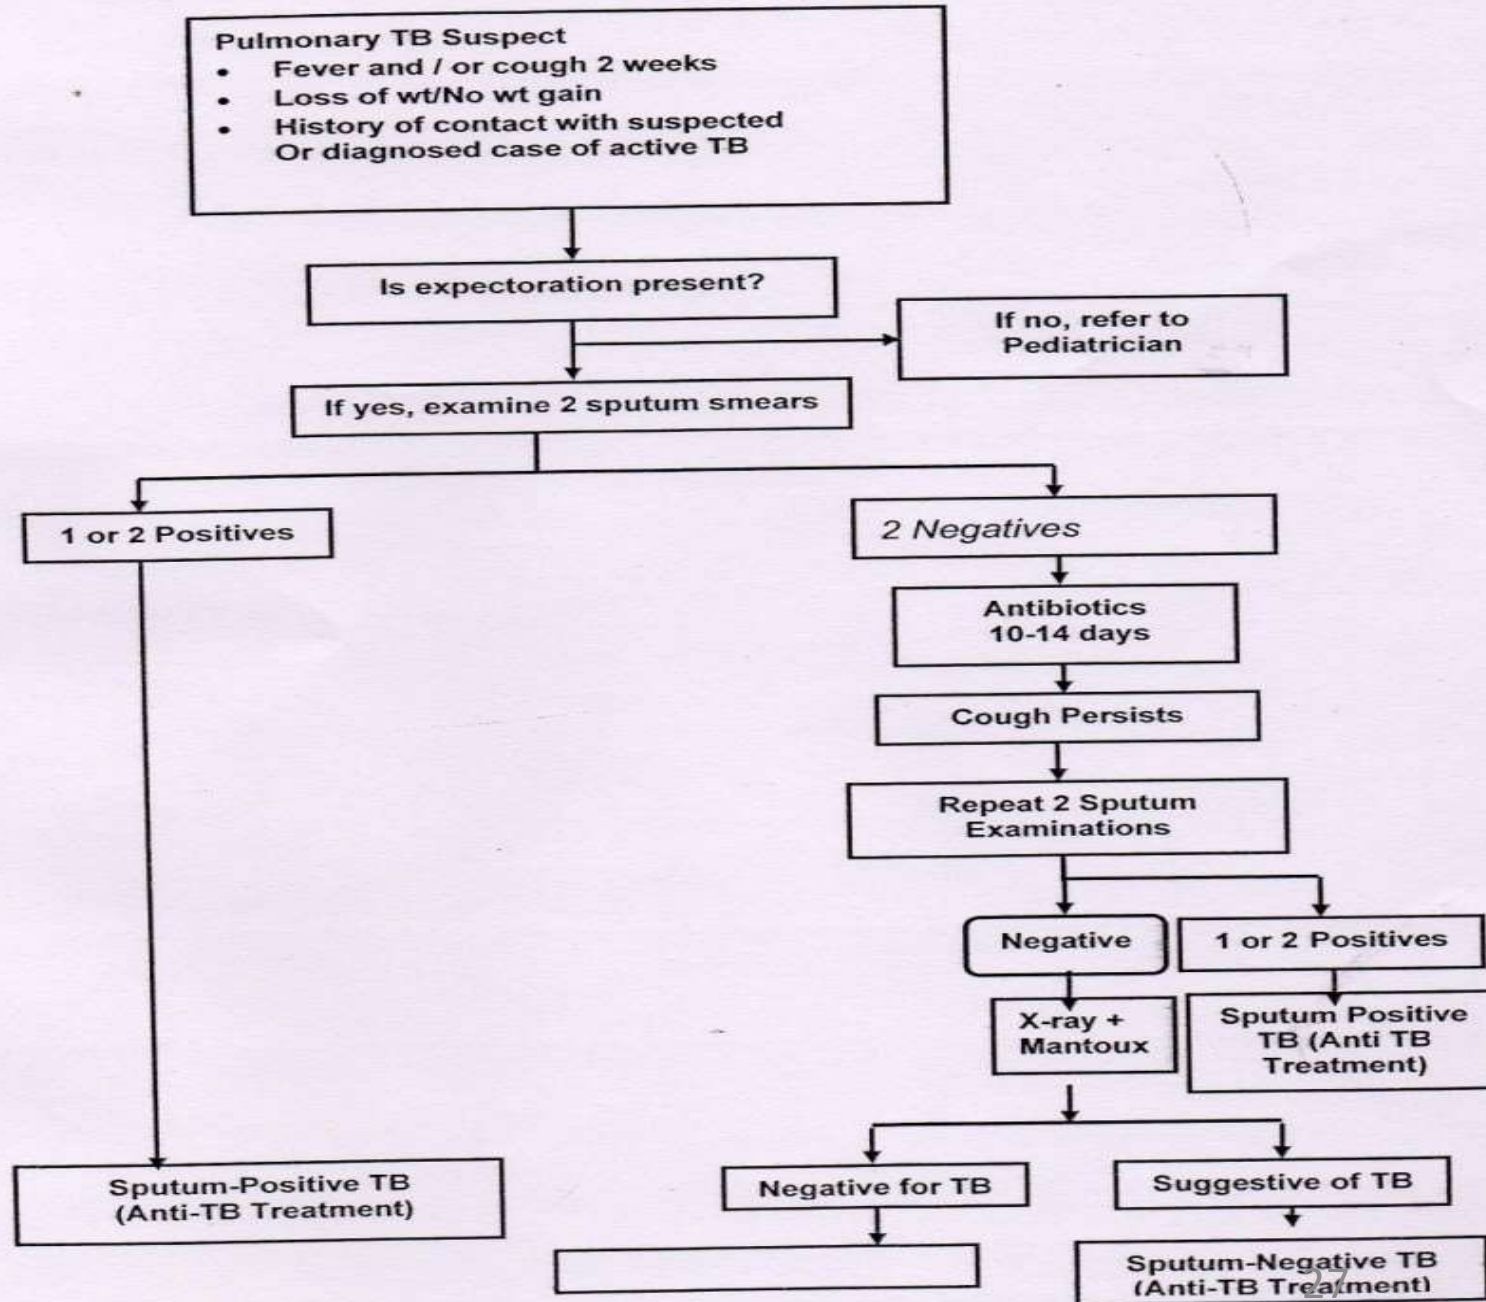 Pulmonary TB Suspect
• Fever and / or cough 2 weeks
• Loss of wt/No wt gain
• History of contact with suspected
Or diagnosed case of active TB
Is expectoration present?
If no, refer to
Pediatrician
If yes, examine 2 sputum smears
1 or 2 Positives
2 Negatives
Antibiotics
10-14 days
Cough Persists
Repeat 2 Sputum
Examinations
Negative
1 or 2 Positives
X-ray +
Mantoux
Sputum Positive
TB (Anti TB
Treatment)
Sputum-Positive TB
(Anti-TB Treatment)
Negative for TB
Suggestive of TB
Sputum-Negative TB
(Anti-TB Treatment)
27